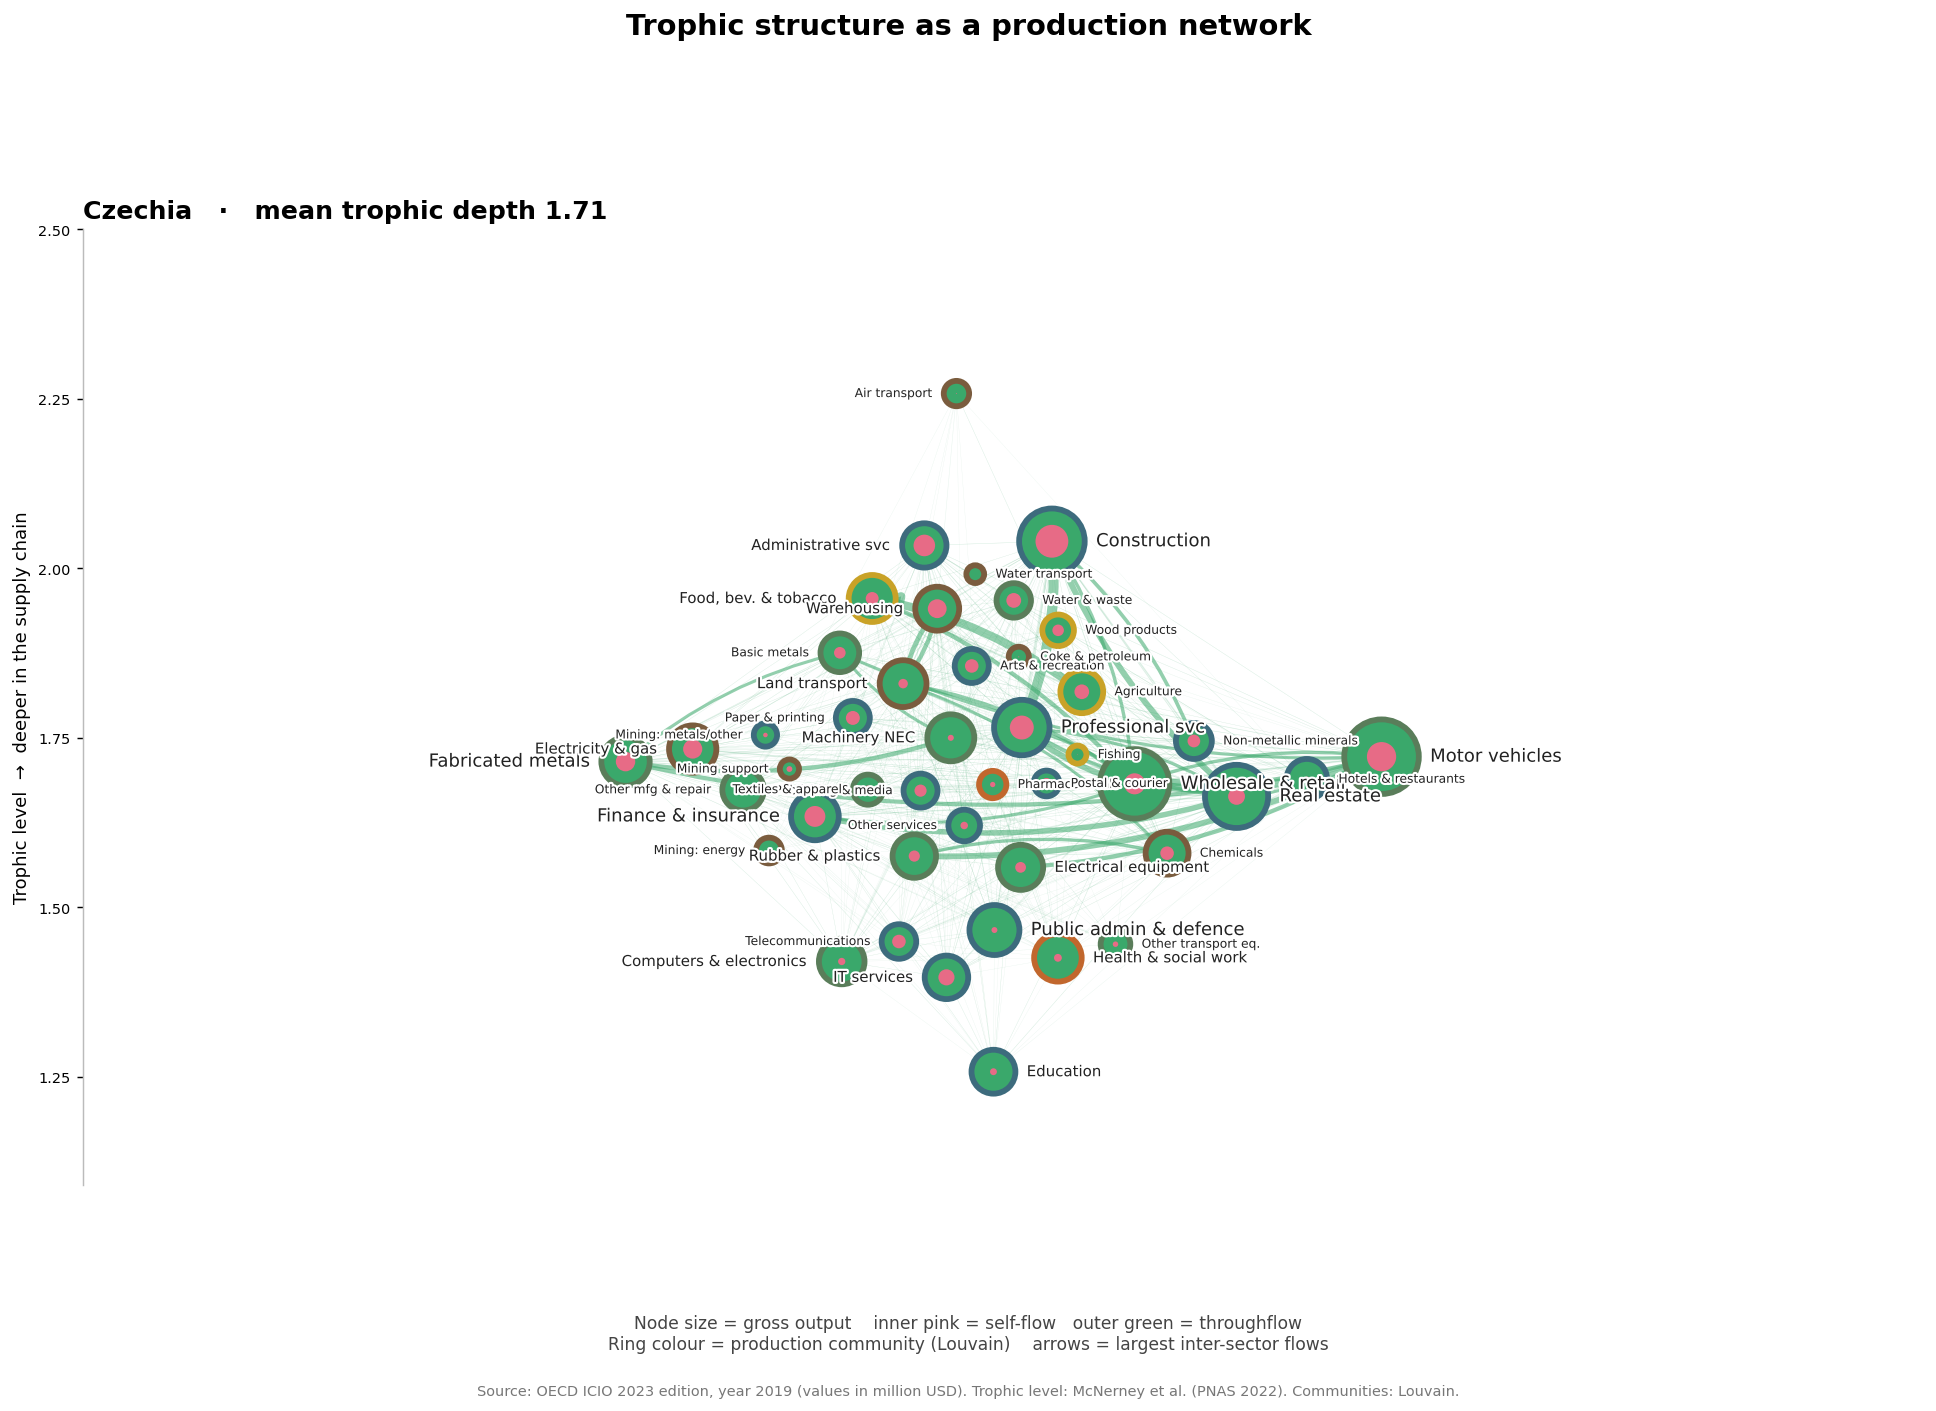 Trophic structure as a production network
Czechia · mean trophic depth 1.71
2.50
2.25
2.00
1.75
1.50
1.25
Trophic level → deeper in the supply chain
Air transport
Construction
Administrative svc
Water transport
Food, bev. & tobacco
Water & waste
Warehousing
Wood products
Basic metals
Coke & petroleum
Arts & recreation
Land transport
Agriculture
Paper & printing
Professional svc
Mining: metals/other
Machinery NEC
Non-metallic minerals
Electricity & gas
Fishing
Motor vehicles
Fabricated metals
Mining support
Hotels & restaurants
Postal & courier
Wholesale & retail
Other mfg & repair
Textiles & apparel
& media
Real estate
Finance & insurance
Other services
Mining: energy
Rubber & plastics
Chemicals
Electrical equipment
Public admin & defence
Telecommunications
Other transport eq.
Computers & electronics
Health & social work
IT services
Education
Node size = gross output inner pink = self-flow outer green = throughflow
Ring colour = production community (Louvain) arrows = largest inter-sector flows
Source: OECD ICIO 2023 edition, year 2019 (values in million USD). Trophic level: McNerney et al. (PNAS 2022). Communities: Louvain.